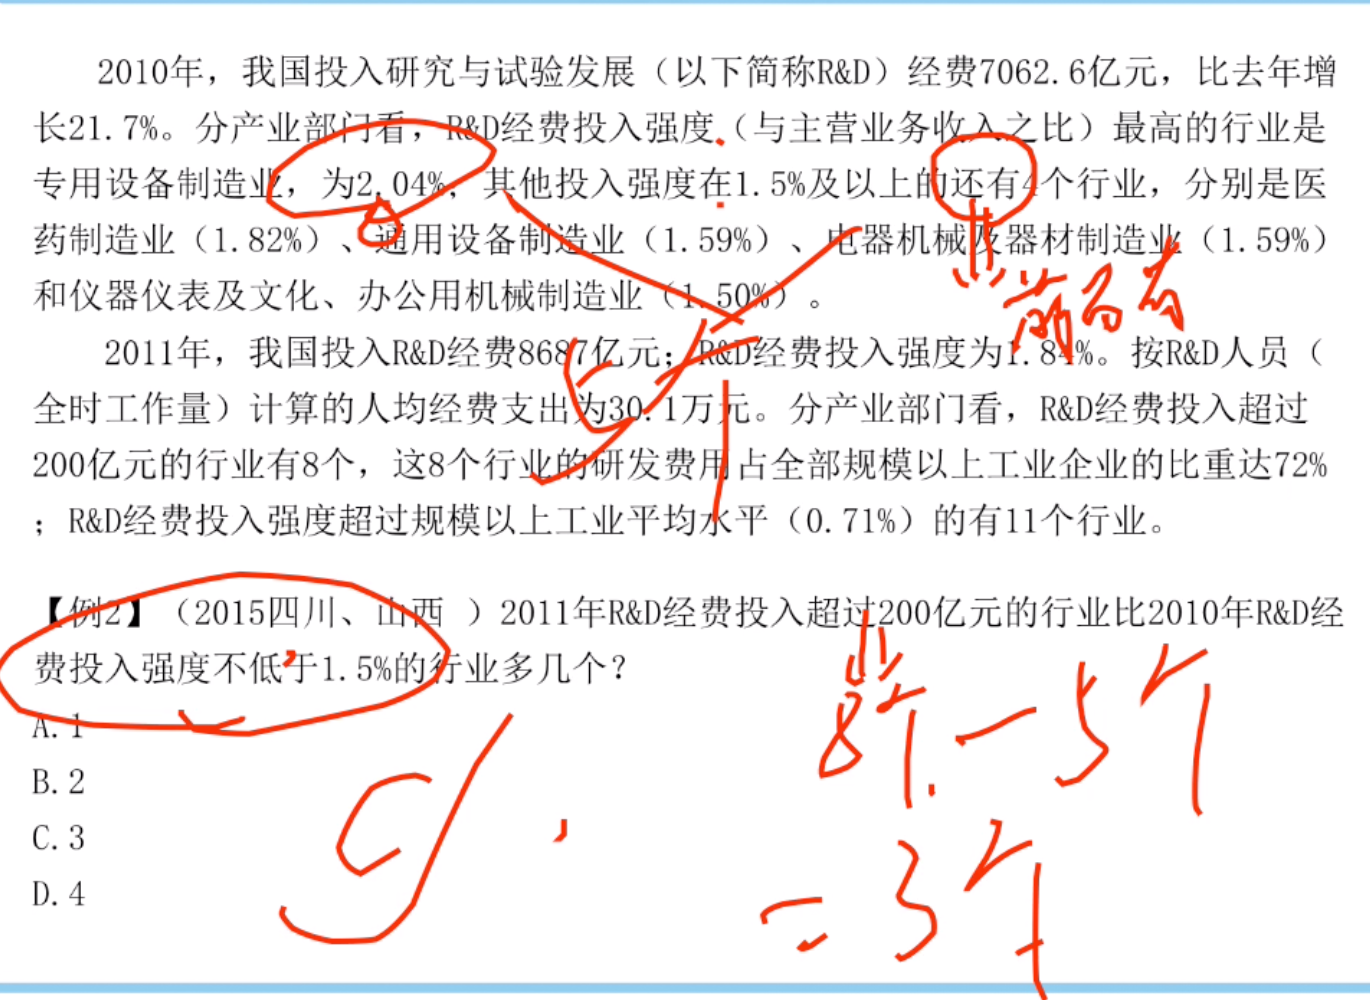 2010年，我国投入研究与试验发展（以下简称R&D）经费7062.6亿元，比去年增
长21.7%。分产业部门看，R&D经费投入强度（与主营业务收入之比）最高的行业是
专用设备制造业，为2.04%，其他投入强度在1.5%及以上的还有4个行业，分别是医
药制造业（1.82%）、通用设备制造业（1.59%）、电器机械及器材制造业（1.59%）
和仪器仪表及文化、办公用机械制造业（1.50%）。
2011年，我国投入R&D经费8687亿元；R&D经费投入强度为1.84%。按R&D人员（
全时工作量）计算的人均经费支出为30.1万元。分产业部门看，R&D经费投入超过
200亿元的行业有8个，这8个行业的研发费用占全部规模以上工业企业的比重达72%
；R&D经费投入强度超过规模以上工业平均水平（0.71%）的有11个行业。
【例2】（2015四川、山西 ）2011年R&D经费投入超过200亿元的行业比2010年R&D经
费投入强度不低于1.5%的行业多几个？
A.1
B.2
C.3
D.4
8个-5个
=3个